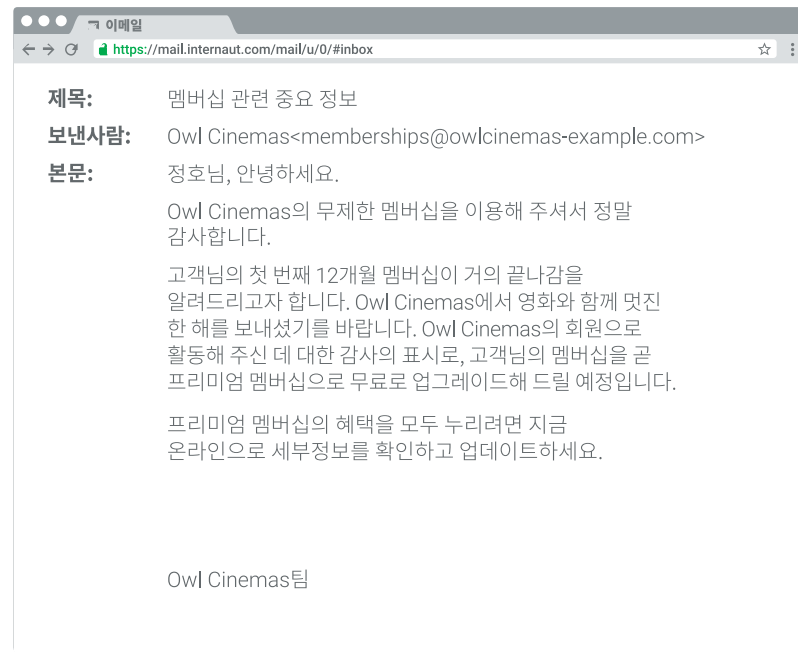 이메일
https://mail.internaut.com/mail/u/0/#inbox
제목: 멤버십 관련 중요 정보
보낸사람: Owl Cinemas<memberships@owlcinemas-example.com>
본문: 정호님, 안녕하세요.
Owl Cinemas의 무제한 멤버십을 이용해 주셔서 정말
감사합니다.
고객님의 첫 번째 12개월 멤버십이 거의 끝나감을
알려드리고자 합니다. Owl Cinemas에서 영화와 함께 멋진
한 해를 보내셨기를 바랍니다. Owl Cinemas의 회원으로
활동해 주신 데 대한 감사의 표시로, 고객님의 멤버십을 곧
프리미엄 멤버십으로 무료로 업그레이드해 드릴 예정입니다.
프리미엄 멤버십의 혜택을 모두 누리려면 지금
온라인으로 세부정보를 확인하고 업데이트하세요.
Owl Cinemas팀